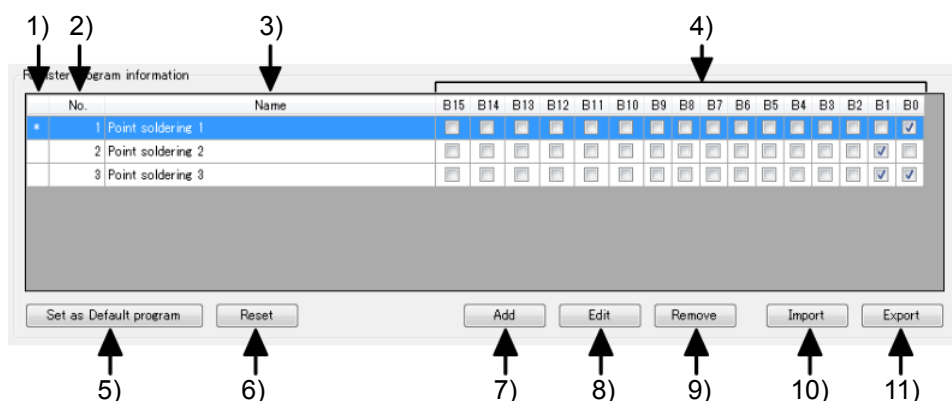 1) 2) 3) 4)
Register program information
No. Name B15 B14 B13 B12 B11 B10 B9 B8 B7 B6 B5 B4 B3 B2 B1 B0
* 1 Point soldering 1
2 Point soldering 2
3 Point soldering 3
Set as Default program Reset Add Edit Remove Import Export
5) 6) 7) 8) 9) 10) 11)